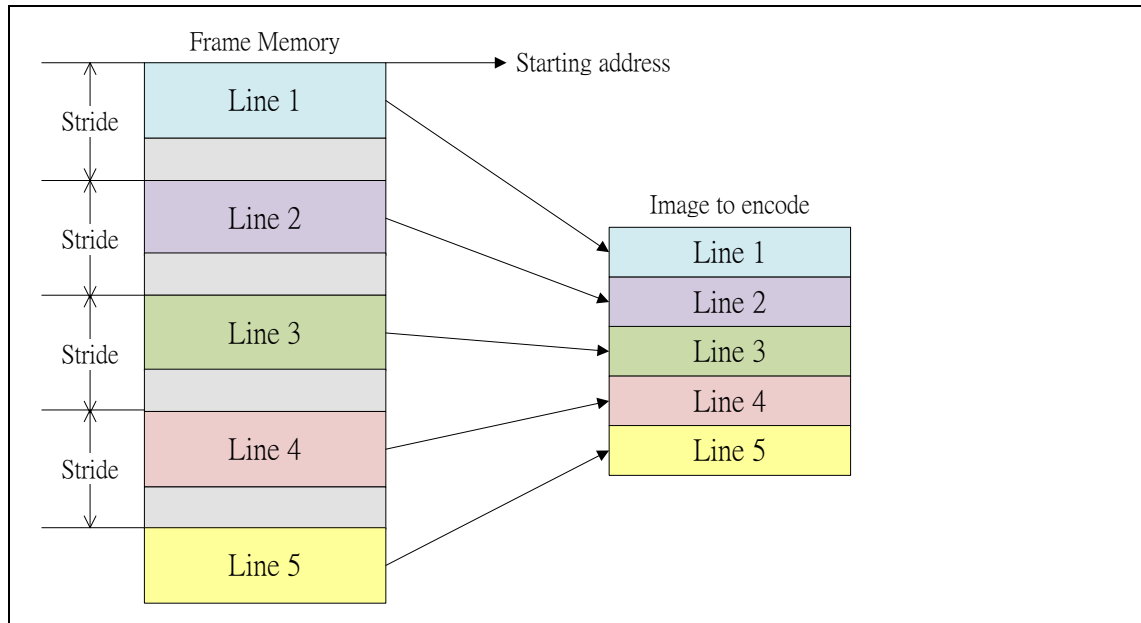 Frame Memory
Starting address
Line 1
Stride
Line 2
Stride
Line 3
Stride
Line 4
Stride
Line 5
Image to encode
Line 1
Line 2
Line 3
Line 4
Line 5